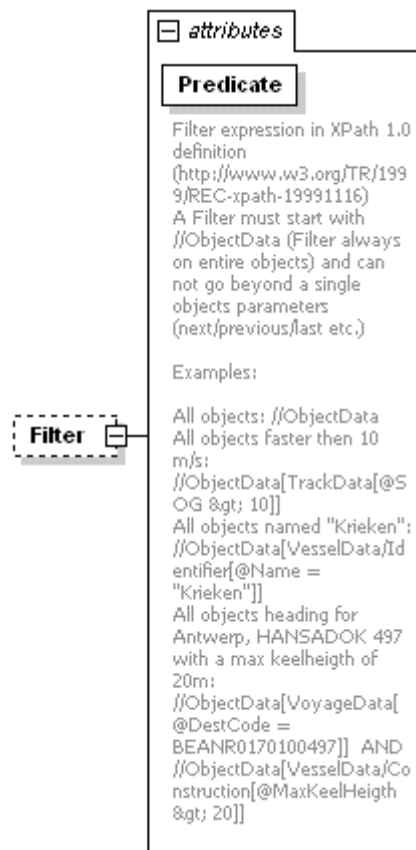 attributes
Predicate
Filter expression in XPath 1.0
definition
(http://www.w3.org/TR/199
9/REC-xpath-19991116)
A Filter must start with
//ObjectData (Filter always
on entire objects) and can
not go beyond a single
objects parameters
(next/previous/last etc.)
Examples:
All objects: //ObjectData
All objects faster then 10
m/s:
//ObjectData[TrackData[@S
OG &gt; 10]]
All objects named "Krieken":
//ObjectData[VesselData/Id
entifier[@Name =
"Krieken"]]
All objects heading for
Antwerp, HANSADOK 497
with a max keelheigth of
20m:
//ObjectData[VoyageData[
@DestCode =
BEANR0170100497]] AND
//ObjectData[VesselData/Co
nstruction[@MaxKeelHeigth
&gt; 20]]
Filter